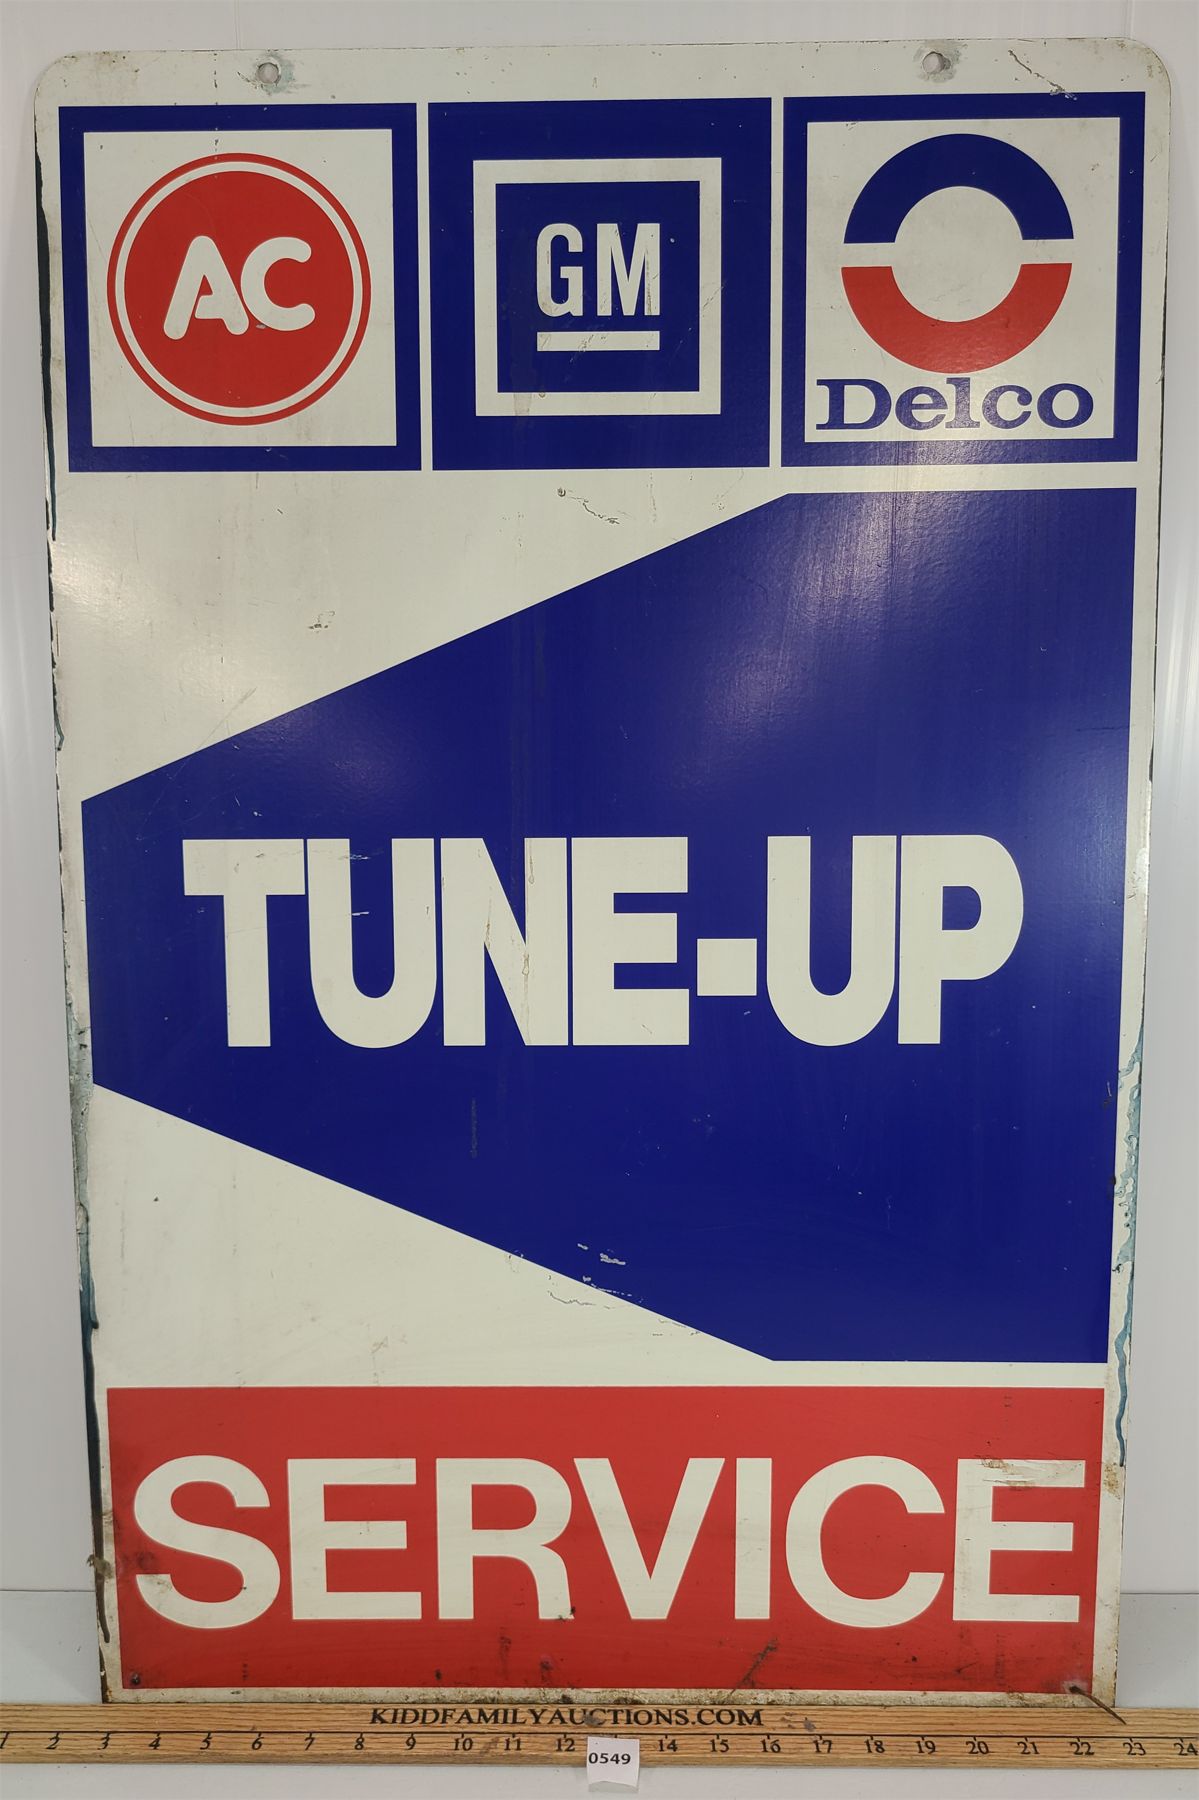 AC GM Delco
TUNE-UP
SERVICE
KIDDFAMILYAUCTIONS.COM
1 2 3 4 5 6 7 8 9 10 11 12 14 15 16 17 18 19 20 21 22 23 24
0549